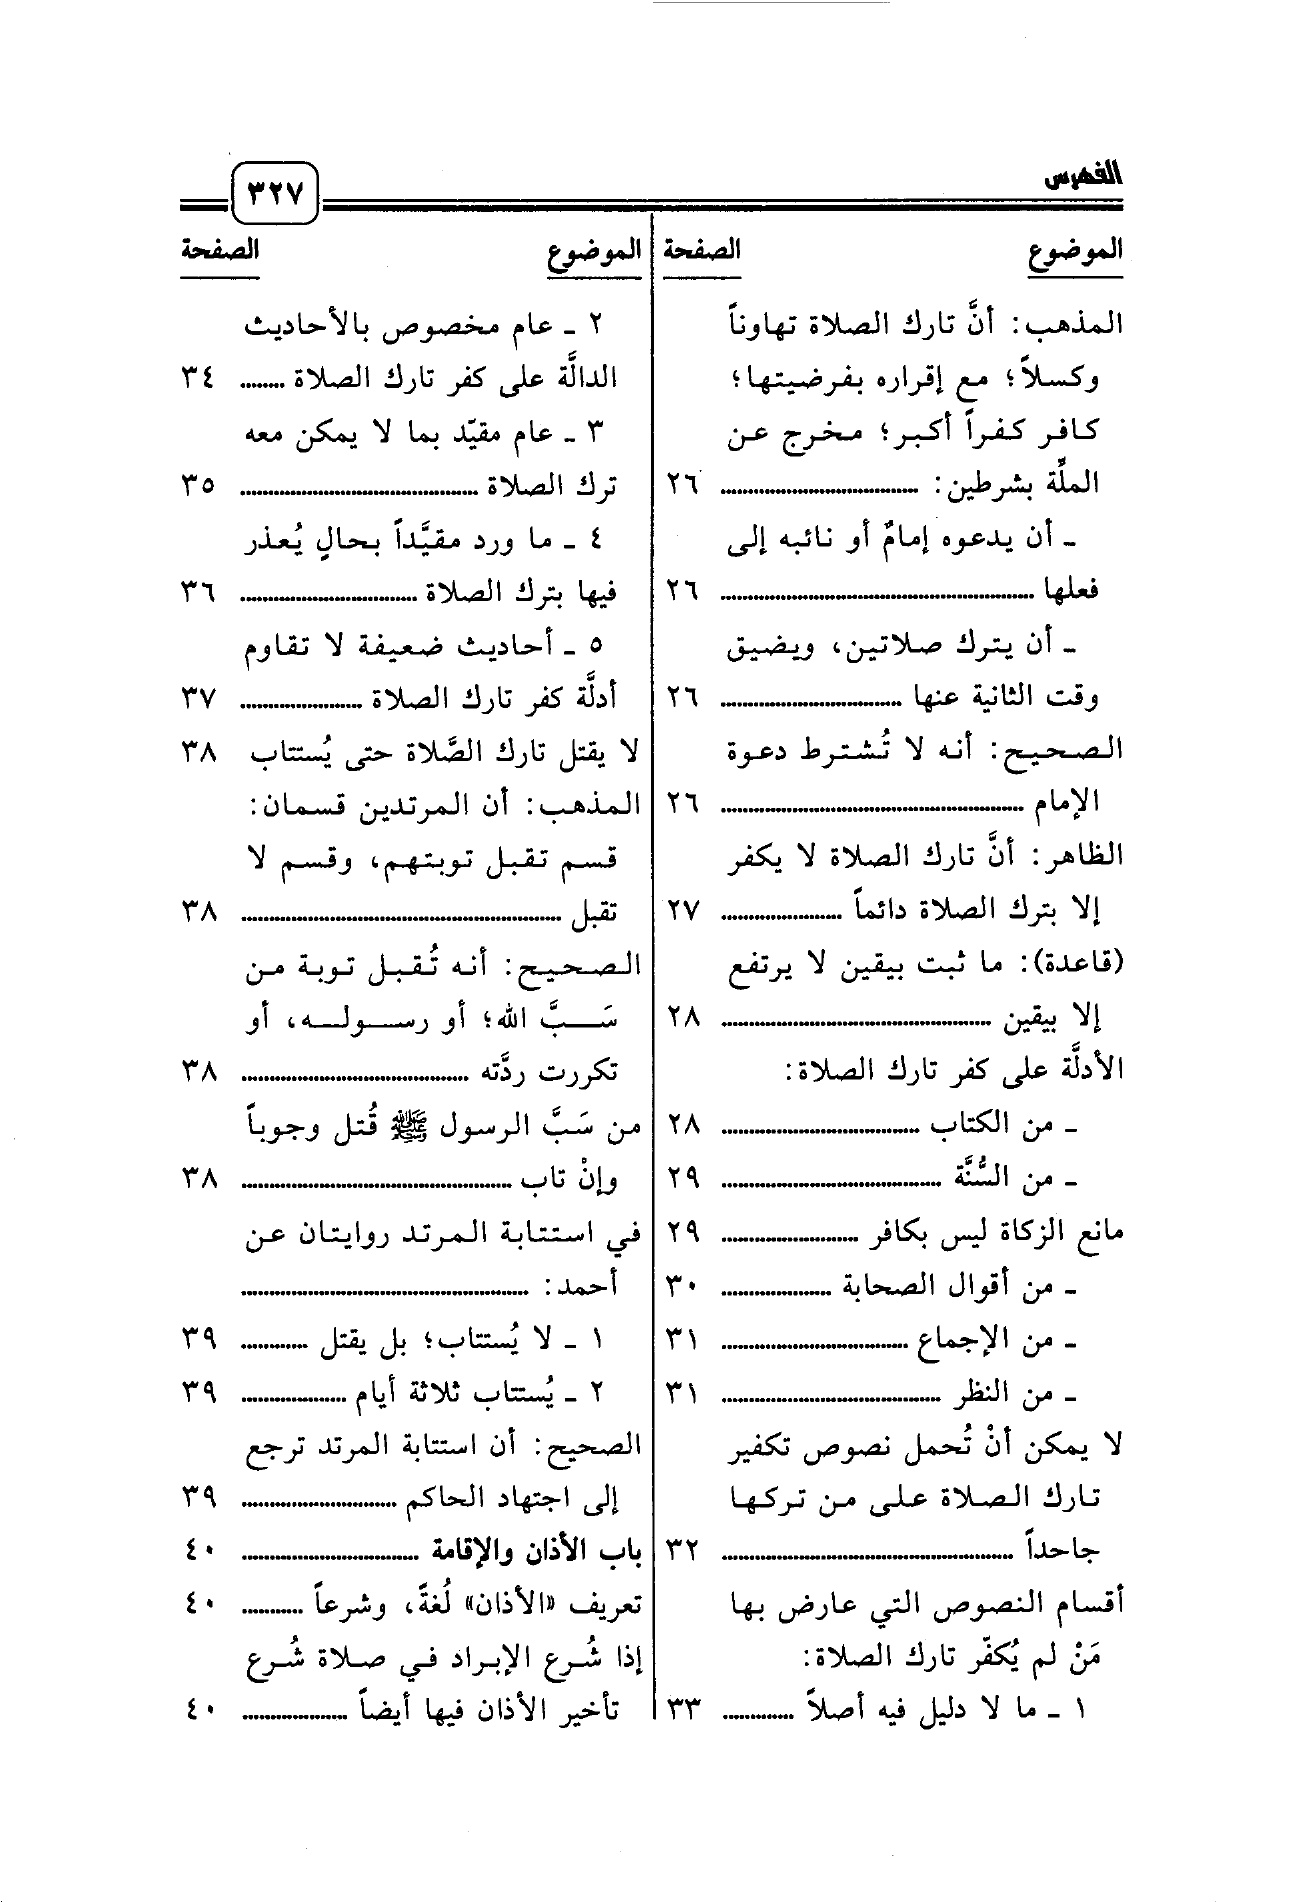 الفهرس
٣٢٧
الموضوع الصفحة
المذهب: أنَّ تارك الصلاة تهاوناً
وكسلاً؛ مع إقراره بفرضيتها؛
كافر كفراً أكبر؛ مخرج عن
الملَّة بشرطين: ........ ٢٦
ـ أن يدعوه إمامٌ أو نائبه إلى
فعلها ........ ٢٦
ـ أن يترك صلاتين، ويضيق
وقت الثانية عنها ........ ٢٦
الصحيح: أنه لا تُشترط دعوة
الإمام ........ ٢٦
الظاهر: أنَّ تارك الصلاة لا يكفر
إلا بترك الصلاة دائماً ........ ٢٧
(قاعدة): ما ثبت بيقين لا يرتفع
إلا بيقين ........ ٢٨
الأدلَّة على كفر تارك الصلاة:
ـ من الكتاب ........ ٢٨
ـ من السُّنَّة ........ ٢٩
مانع الزكاة ليس بكافر ........ ٢٩
ـ من أقوال الصحابة ........ ٣٠
ـ من الإجماع ........ ٣١
ـ من النظر ........ ٣١
لا يمكن أنْ تُحمل نصوص تكفير
تارك الصلاة على من تركها
جاحداً ........ ٣٢
أقسام النصوص التي عارض بها
مَنْ لم يُكفّر تارك الصلاة:
١ ـ ما لا دليل فيه أصلاً ........ ٣٣
الموضوع الصفحة
٢ ـ عام مخصوص بالأحاديث
الدالَّة على كفر تارك الصلاة ........ ٣٤
٣ ـ عام مقيّد بما لا يمكن معه
ترك الصلاة ........ ٣٥
٤ ـ ما ورد مقيَّداً بحالٍ يُعذر
فيها بترك الصلاة ........ ٣٦
٥ ـ أحاديث ضعيفة لا تقاوم
أدلَّة كفر تارك الصلاة ........ ٣٧
لا يقتل تارك الصَّلاة حتى يُستتاب ٣٨
المذهب: أن المرتدين قسمان:
قسم تقبل توبتهم، وقسم لا
تقبل ........ ٣٨
الصحيح: أنه تُقبل توبة من
سَبَّ الله؛ أو رسوله، أو
تكررت ردَّته ........ ٣٨
من سَبَّ الرسول ﷺ قُتل وجوباً
وإنْ تاب ........ ٣٨
في استتابة المرتد روايتان عن
أحمد: ........
١ ـ لا يُستتاب؛ بل يقتل ........ ٣٩
٢ ـ يُستتاب ثلاثة أيام ........ ٣٩
الصحيح: أن استتابة المرتد ترجع
إلى اجتهاد الحاكم ........ ٣٩
باب الأذان والإقامة ........ ٤٠
تعريف «الأذان» لُغةً، وشرعاً ........ ٤٠
إذا شُرع الإبراد في صلاة شُرع
تأخير الأذان فيها أيضاً ........ ٤٠